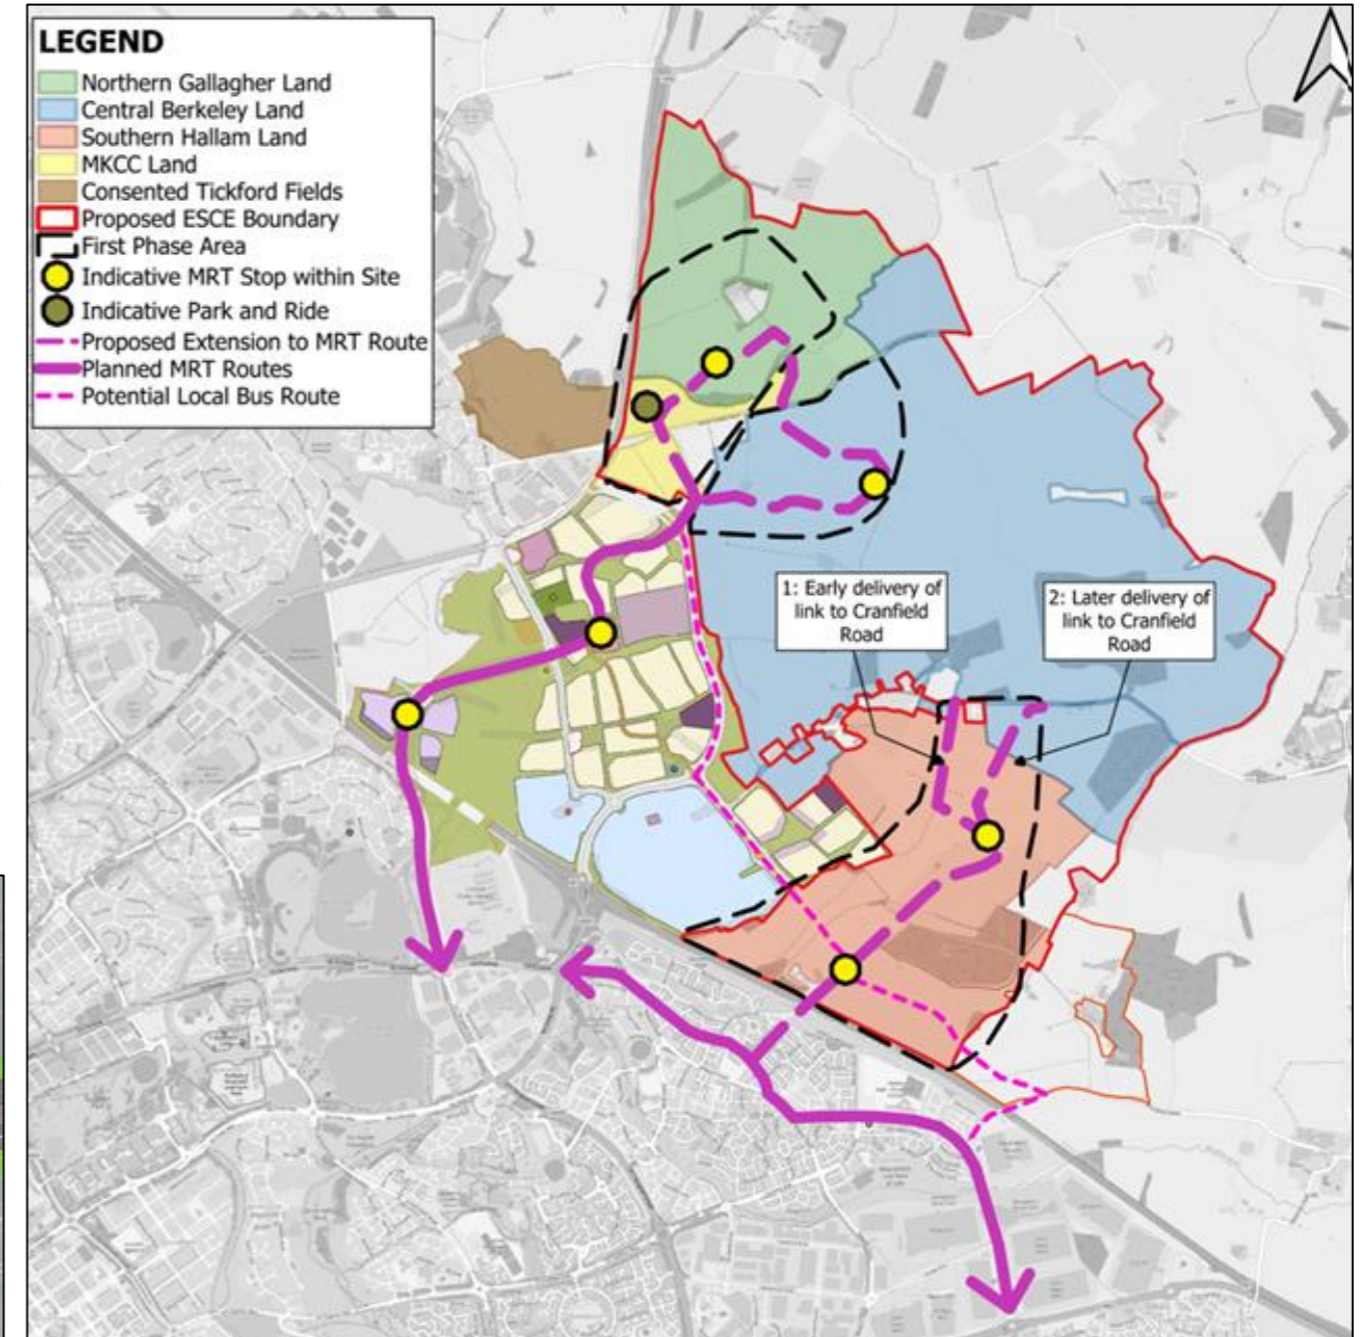 LEGEND
Northern Gallagher Land
Central Berkeley Land
Southern Hallam Land
MKCC Land
Consented Tickford Fields
Proposed ESCE Boundary
First Phase Area
Indicative MRT Stop within Site
Indicative Park and Ride
Proposed Extension to MRT Route
Planned MRT Routes
Potential Local Bus Route
1: Early delivery of
link to Cranfield
Road
2: Later delivery of
link to Cranfield
Road